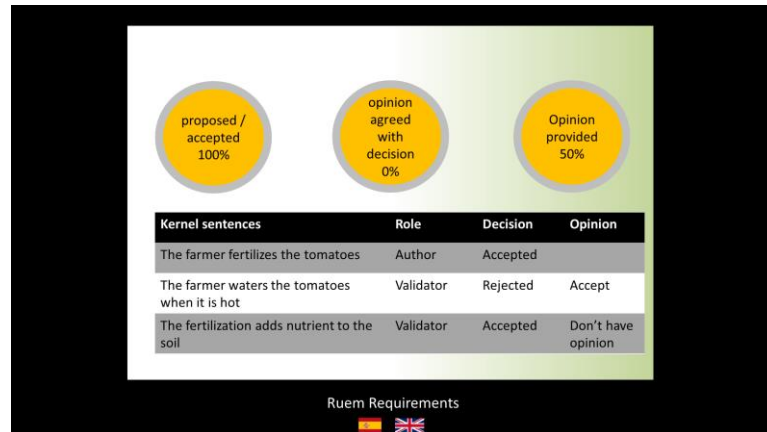 proposed /
accepted
100%
opinion
agreed
with
decision
0%
Opinion
provided
50%
Kernel sentences Role Decision Opinion
The farmer fertilizes the tomatoes Author Accepted
The farmer waters the tomatoes Validator Rejected Accept
when it is hot
The fertilization adds nutrient to the Validator Accepted Don't have
soil opinion
Ruem Requirements